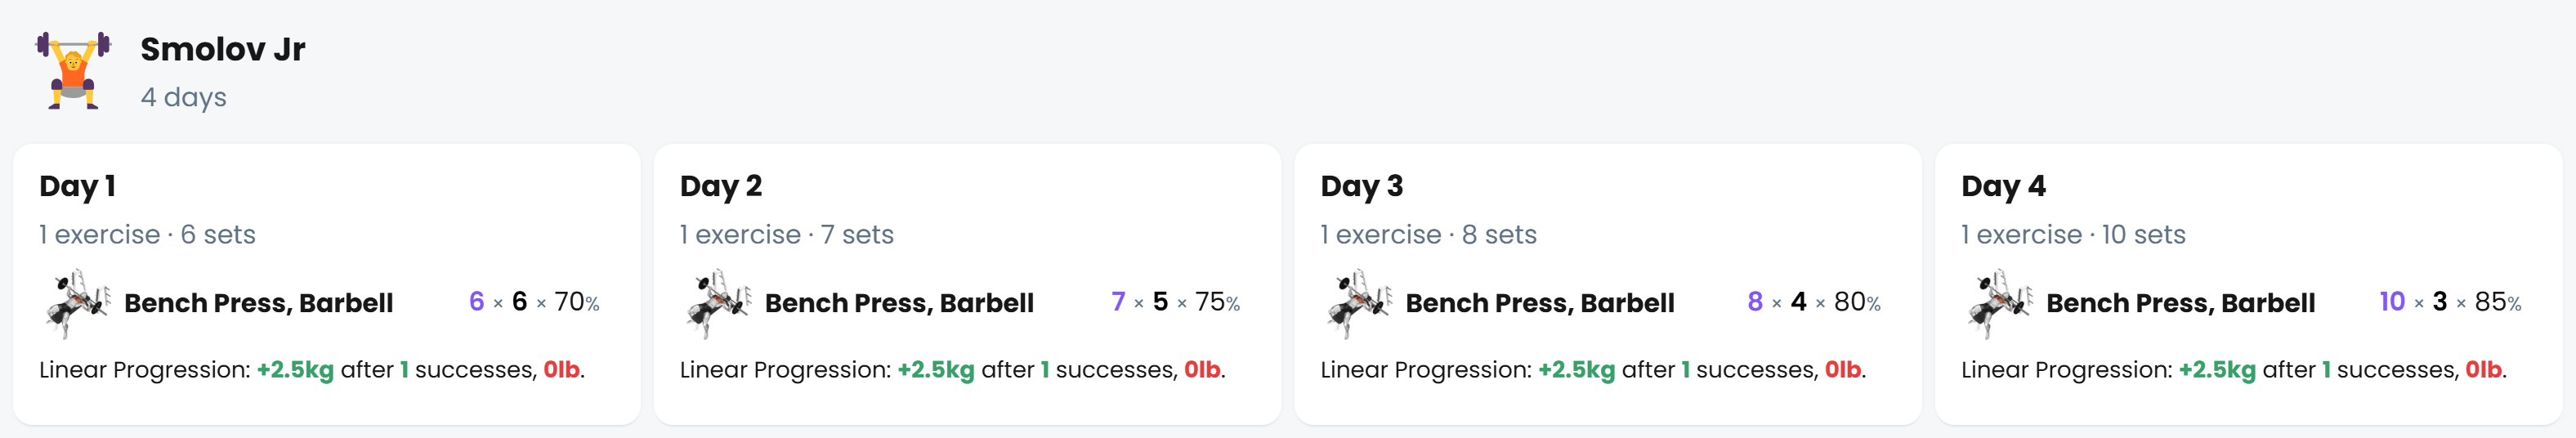 Smolov Jr
4 days
Day 1
1 exercise · 6 sets
Bench Press, Barbell 6 × 6 × 70%
Linear Progression: +2.5kg after 1 successes, 0lb.
Day 2
1 exercise · 7 sets
Bench Press, Barbell 7 × 5 × 75%
Linear Progression: +2.5kg after 1 successes, 0lb.
Day 3
1 exercise · 8 sets
Bench Press, Barbell 8 × 4 × 80%
Linear Progression: +2.5kg after 1 successes, 0lb.
Day 4
1 exercise · 10 sets
Bench Press, Barbell 10 × 3 × 85%
Linear Progression: +2.5kg after 1 successes, 0lb.